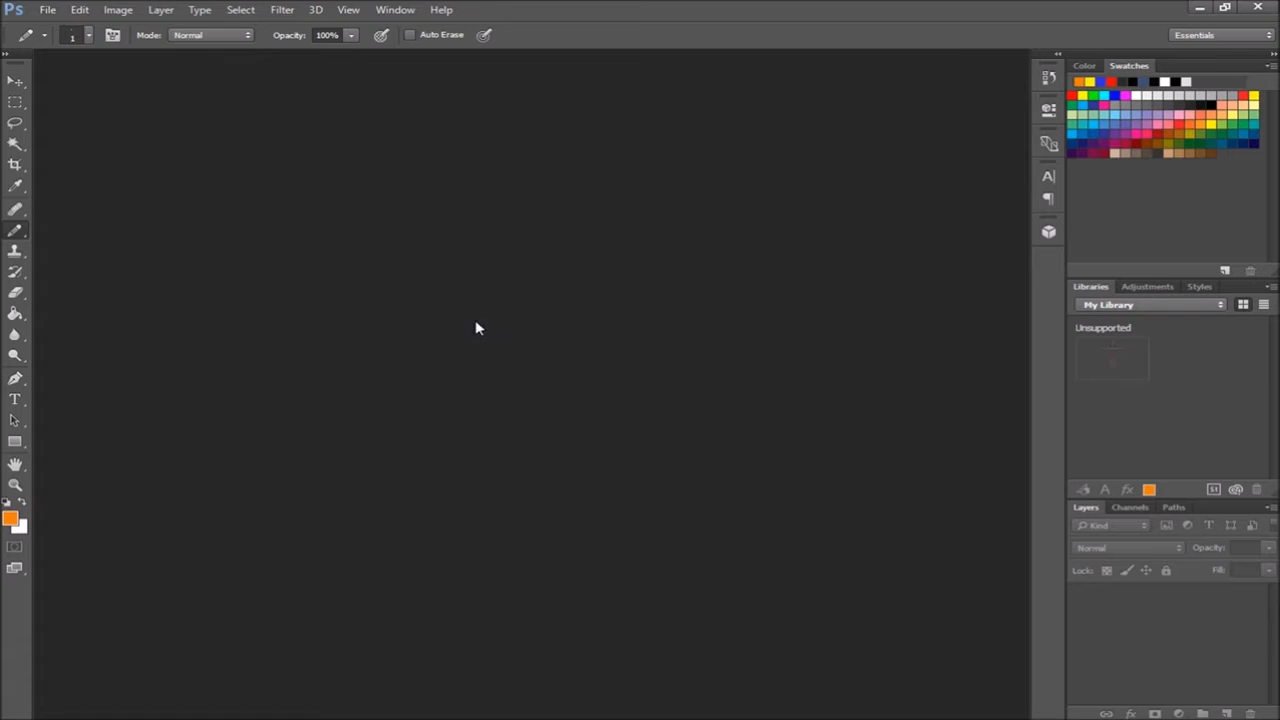 Ps File Edit Image Layer Type Select Filter 3D View Window Help
1 Mode: Normal Opacity: 100% Auto Erase Essentials
Color Swatches
Libraries Adjustments Styles
My Library
Unsupported
Layers Channels Paths
Kind
Normal Opacity:
Lock: Fill: